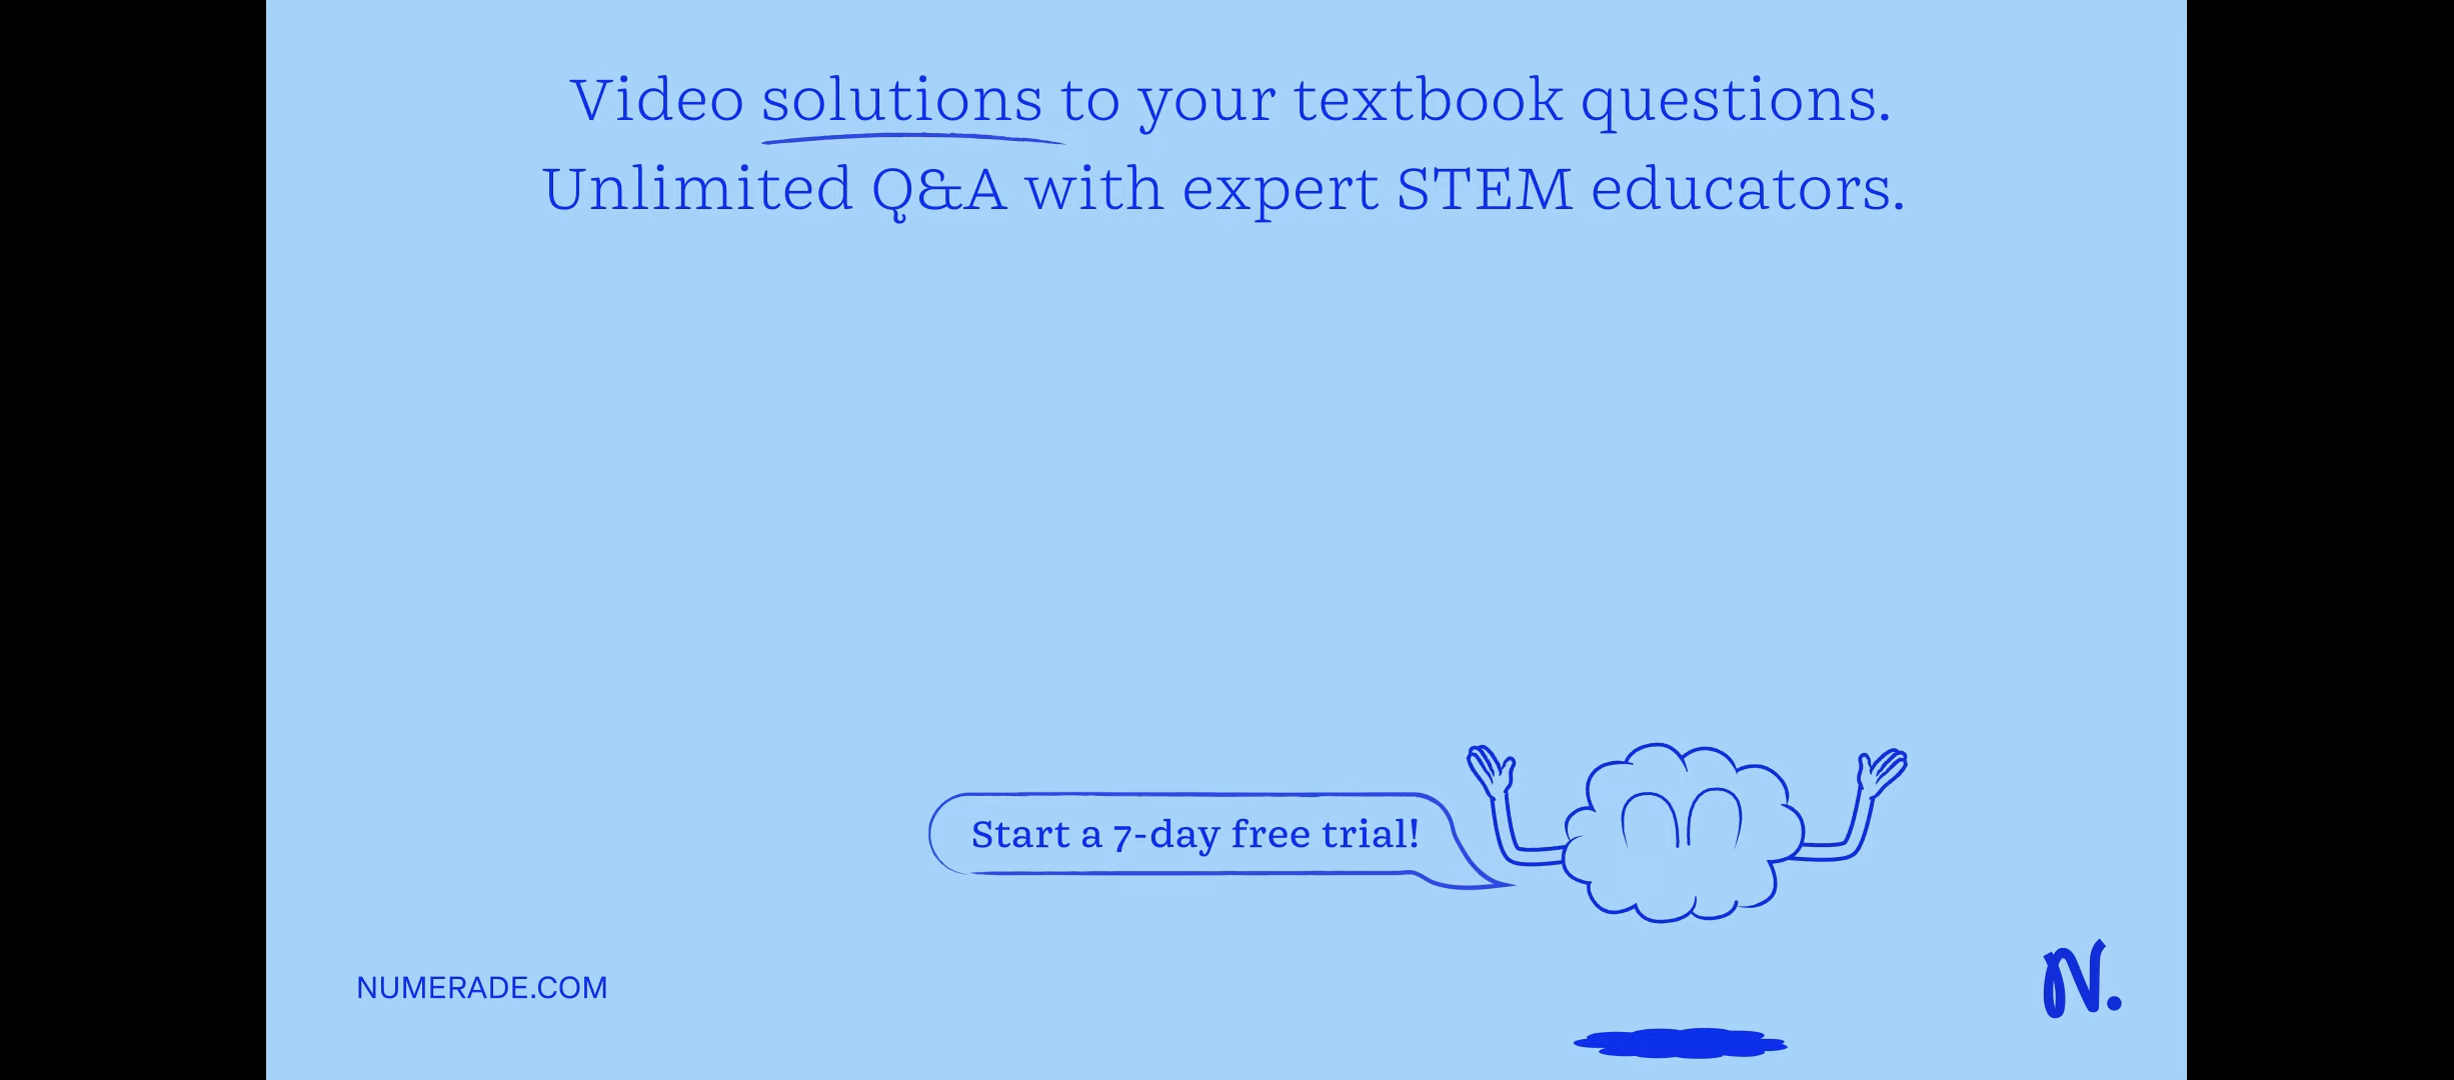 Video solutions to your textbook questions.
Unlimited Q&A with expert STEM educators.
Start a 7-day free trial!
NUMERADE.COM
N.